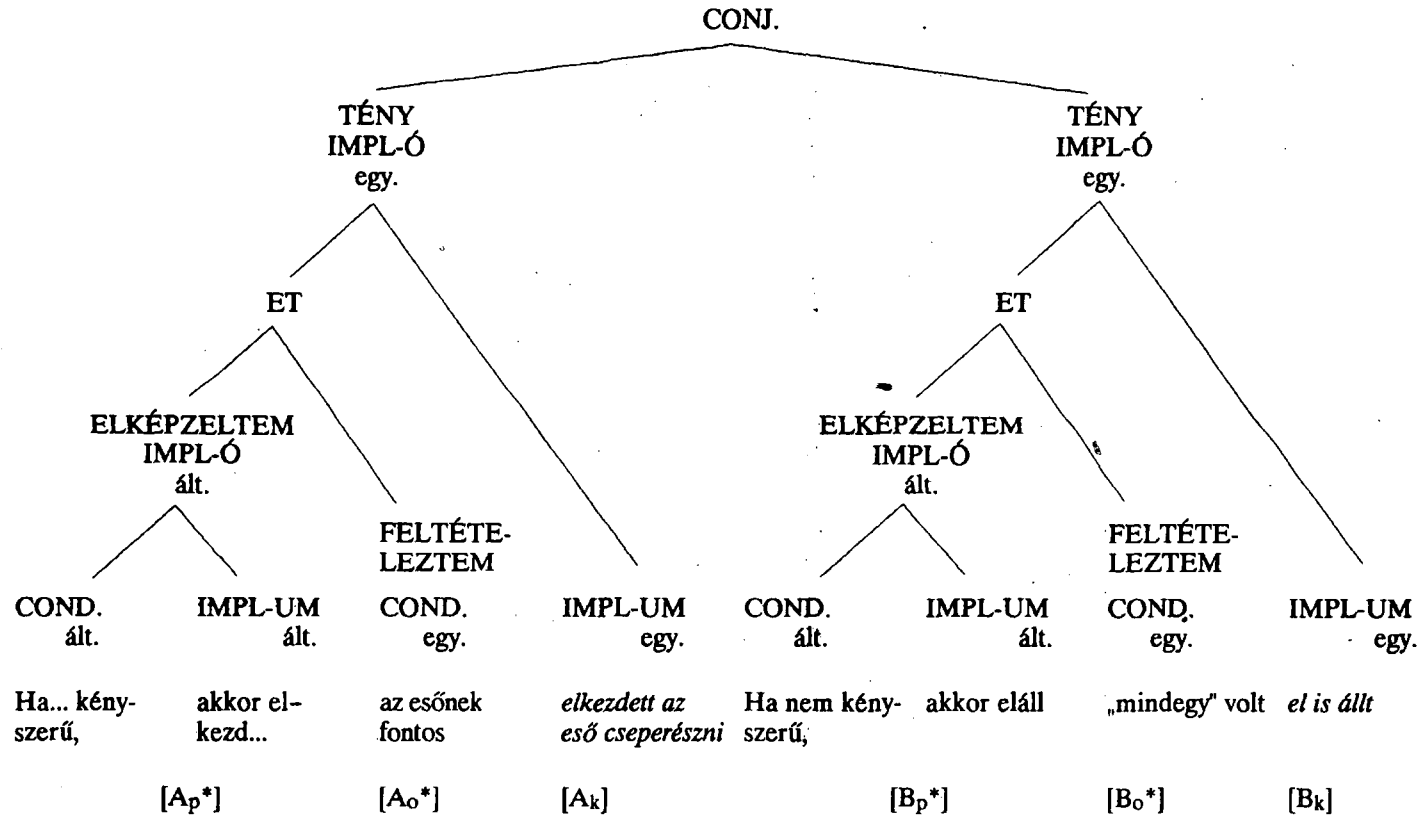 CONJ.
TÉNY TÉNY
IMPL-Ó IMPL-Ó
egy. egy.
ET ET
ELKÉPZELTEM ELKÉPZELTEM
IMPL-Ó IMPL-Ó
ált. ált.
FELTÉTE- FELTÉTE-
LEZTEM LEZTEM
COND. IMPL-UM COND. IMPL-UM COND. IMPL-UM COND. IMPL-UM
ált. ált. egy. egy. ált. ált. egy. egy.
Ha... kény- akkor el- az esőnek elkezdett az Ha nem kény- akkor eláll „mindegy" volt el is állt
szerű, kezd... fontos eső cseperészni szerű,
[Ap*] [Ao*] [Ak] [Bp*] [Bo*] [Bk]